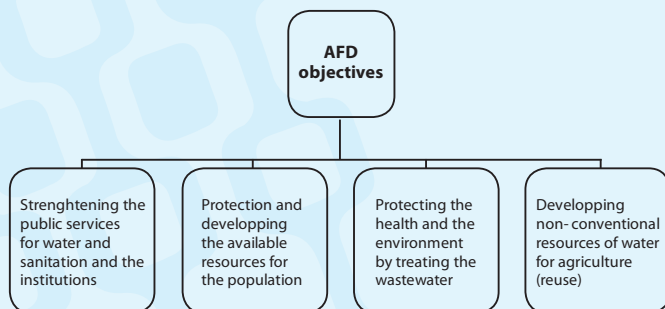 AFD
objectives
Strenghtening the
public services
for water and
sanitation and the
institutions
Protection and
developping
the available
resources for
the population
Protecting the
health and the
environment
by treating the
wastewater
Developping
non- conventional
resources of water
for agriculture
(reuse)